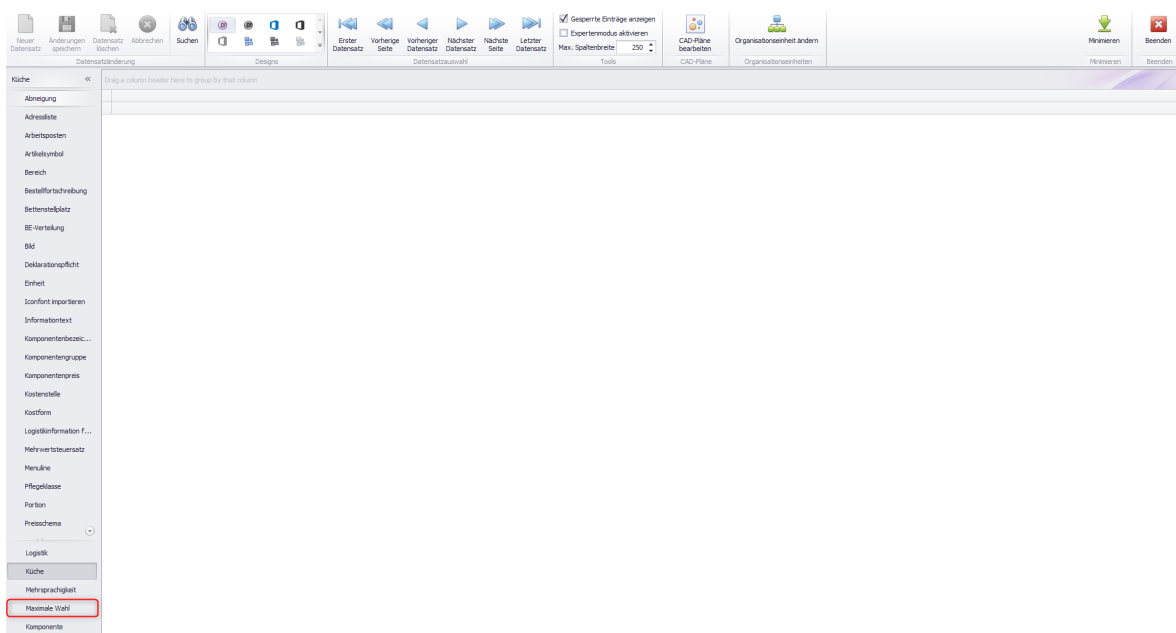 Neuer Datensatz
Änderungen speichern
Datensatz löschen
Abbrechen
Suchen
Datensatzänderung
Designs
Erster Datensatz
Vorherige Seite
Vorheriger Datensatz
Nächster Datensatz
Nächste Seite
Letzter Datensatz
Datensatzauswahl
Gesperrte Einträge anzeigen
Expertenmodus aktivieren
Max. Spaltenbreite 250
Tools
CAD-Pläne bearbeiten
CAD-Pläne
Organisationseinheit ändern
Organisationseinheiten
Minimieren
Minimieren
Beenden
Beenden
Küche «
Drag a column header here to group by that column
Abneigung
Adressliste
Arbeitsposten
Artikelsymbol
Bereich
Bestellfortschreibung
Bettenstellplatz
BE-Verteilung
Bild
Deklarationspflicht
Einheit
Iconfont importieren
Informationtext
Komponentenbezeic...
Komponentengruppe
Komponentenpreis
Kostenstelle
Kostform
Logistikinformation f...
Mehrwertsteuersatz
Menuline
Pflegeklasse
Portion
Preisschema
Logistik
Küche
Mehrsprachigkeit
Maximale Wahl
Komponente